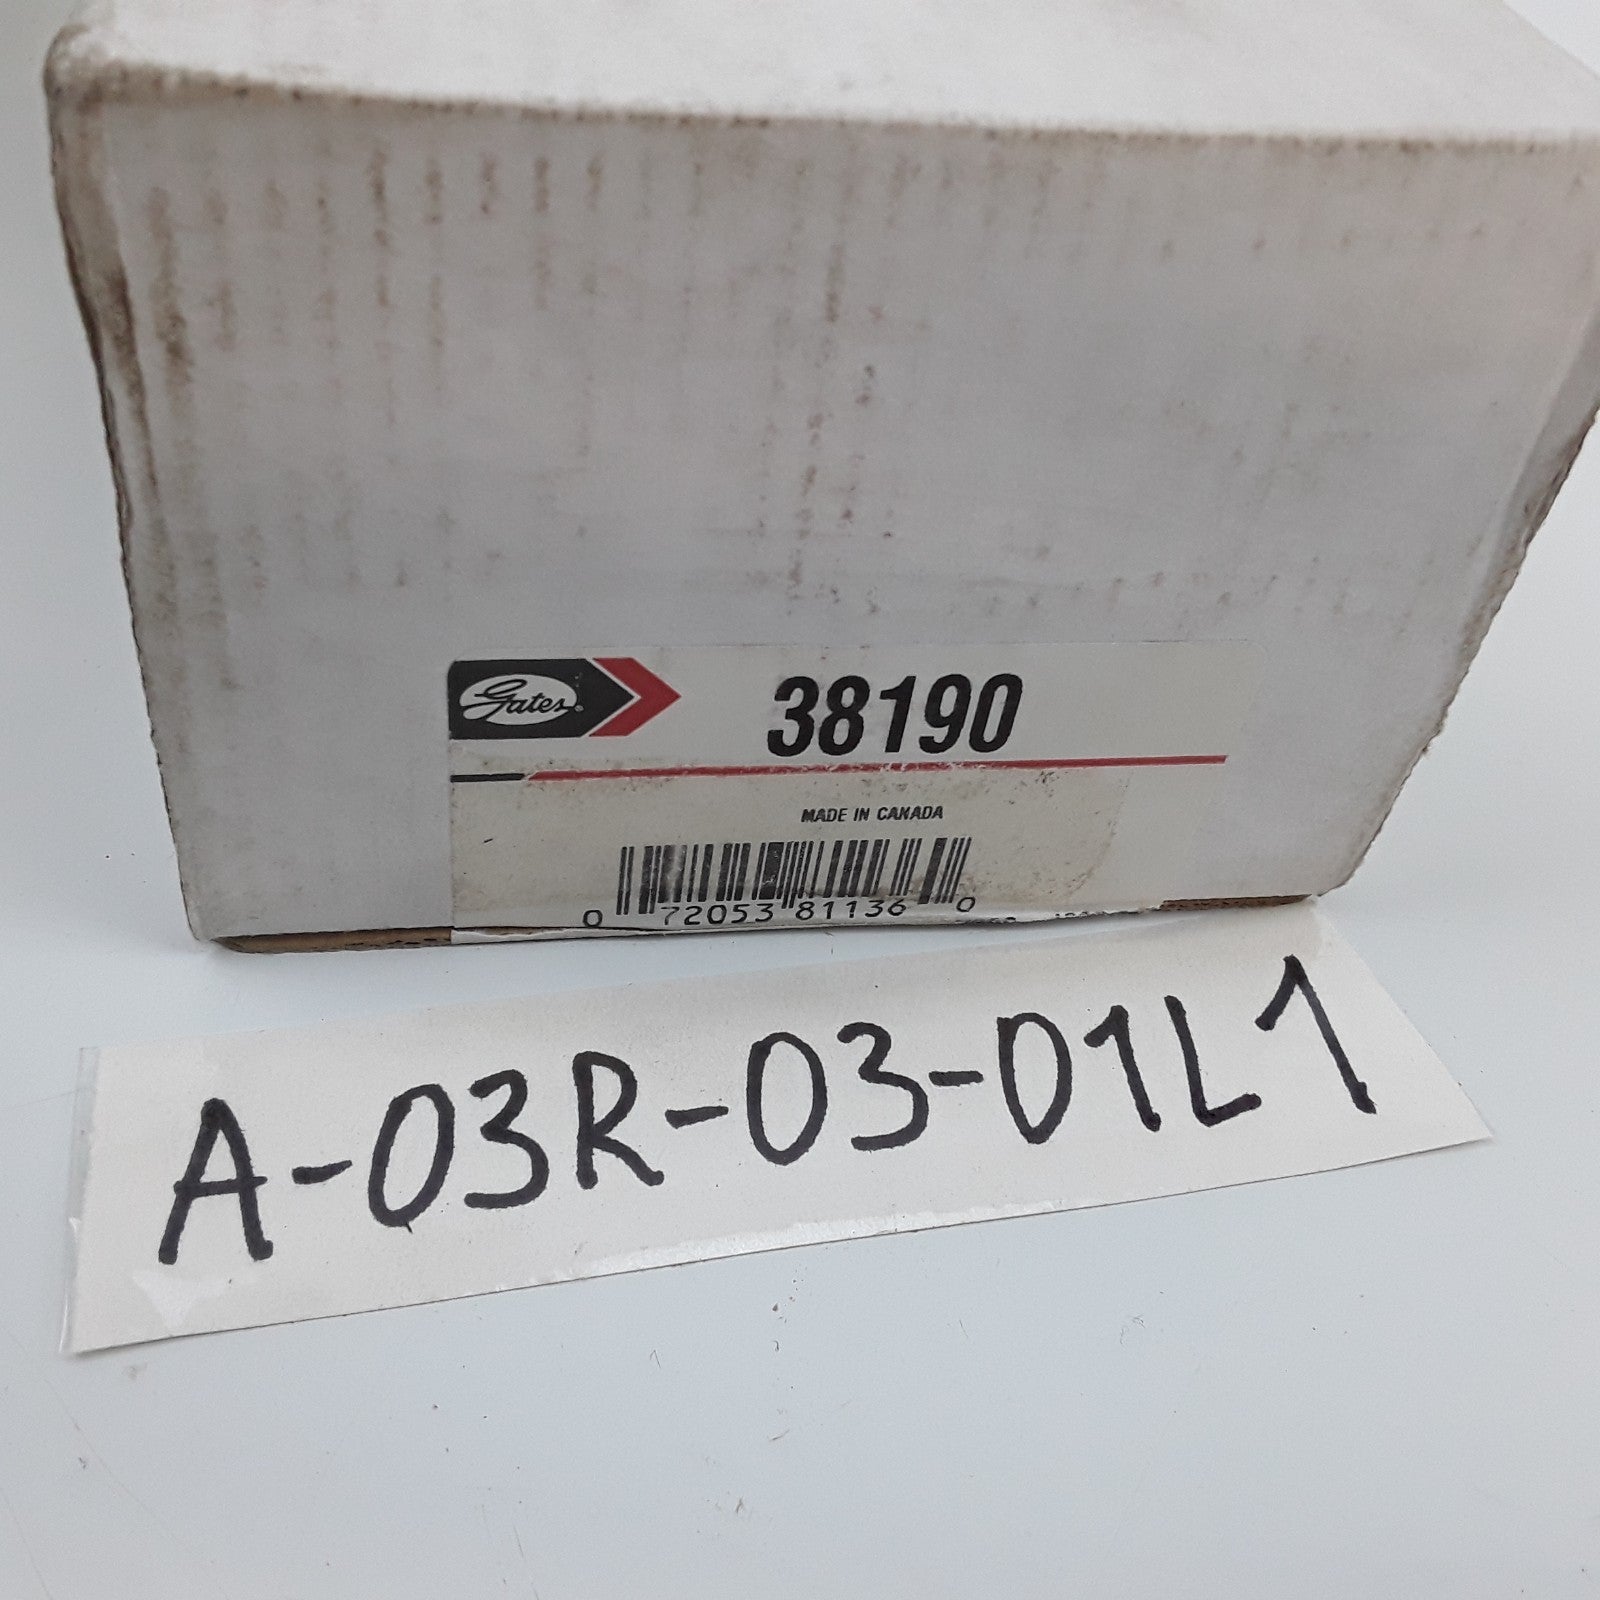 Gates®
38190
MADE IN CANADA
0 72053 81136 0
A-03R-03-01L1